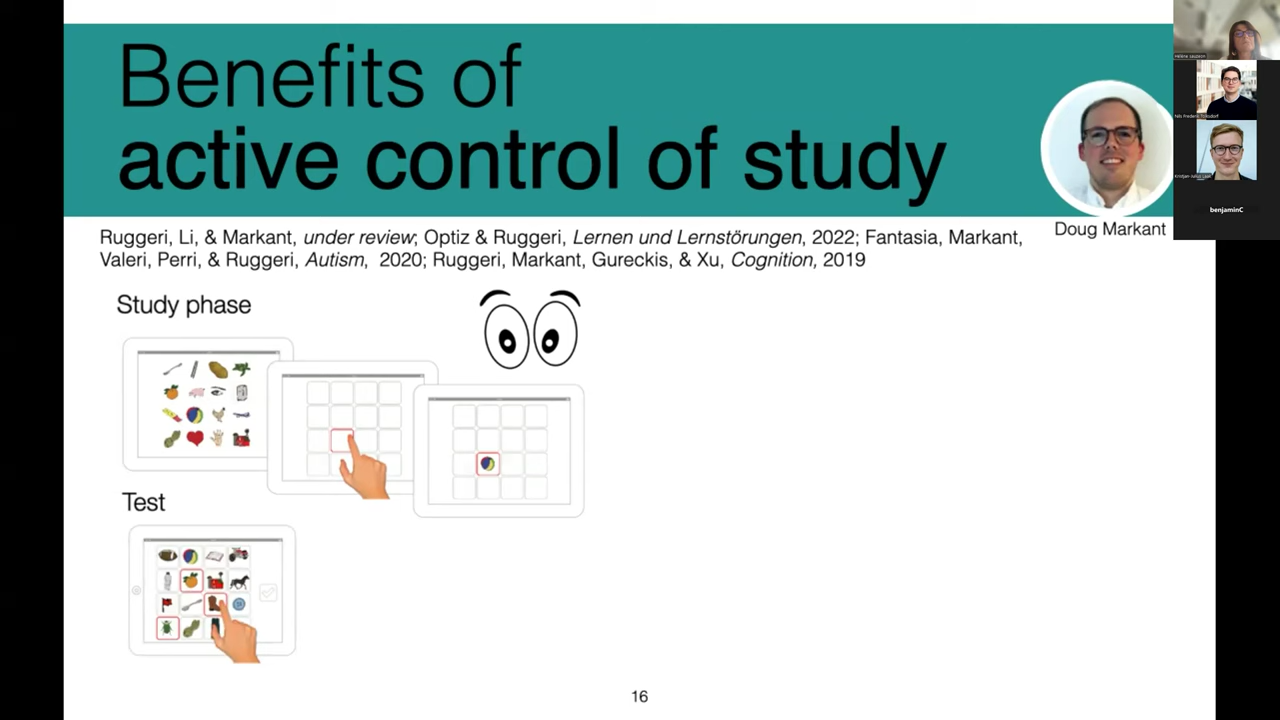 Benefits of
active control of study
Doug Markant
Ruggeri, Li, & Markant, under review; Optiz & Ruggeri, Lernen und Lernstörungen, 2022; Fantasia, Markant,
Valeri, Perri, & Ruggeri, Autism, 2020; Ruggeri, Markant, Gureckis, & Xu, Cognition, 2019
Study phase
Test
16
benjaminC